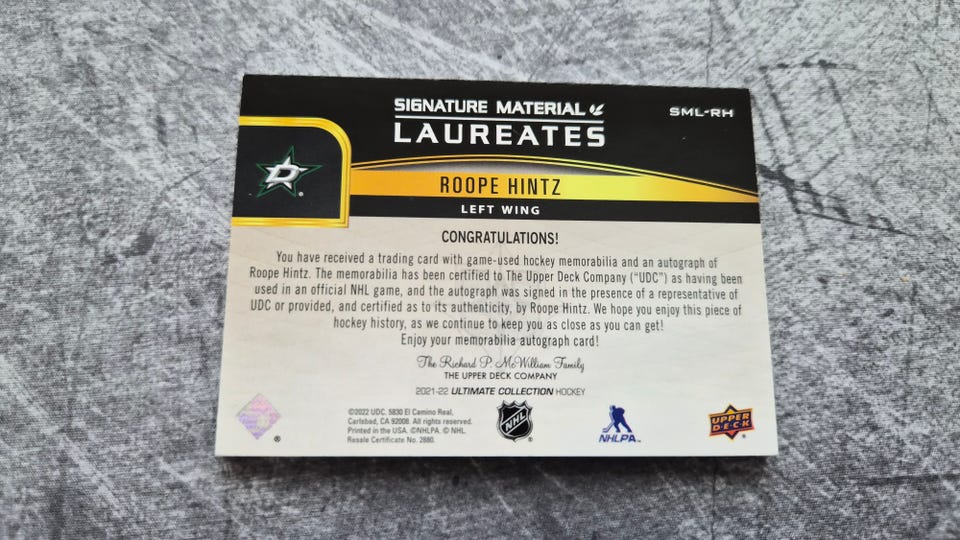 SIGNATURE MATERIAL
LAUREATES
SML-RH
D
ROOPE HINTZ
LEFT WING
CONGRATULATIONS!
You have received a trading card with game-used hockey memorabilia and an autograph of
Roope Hintz. The memorabilia has been certified to The Upper Deck Company (“UDC”) as having been
used in an official NHL game, and the autograph was signed in the presence of a representative of
UDC or provided, and certified as to its authenticity, by Roope Hintz. We hope you enjoy this piece of
hockey history, as we continue to keep you as close as you can get!
Enjoy your memorabilia autograph card!
The Richard P. McWilliam Family
THE UPPER DECK COMPANY
2021-22 ULTIMATE COLLECTION HOCKEY
©2022 UDC, 5830 El Camino Real,
Carlsbad, CA 92008. All rights reserved.
Printed in the USA. ©NHLPA. © NHL.
Resale Certificate No. 2880.
®
NHL
®
NHLPA™
UPPER
DECK
®